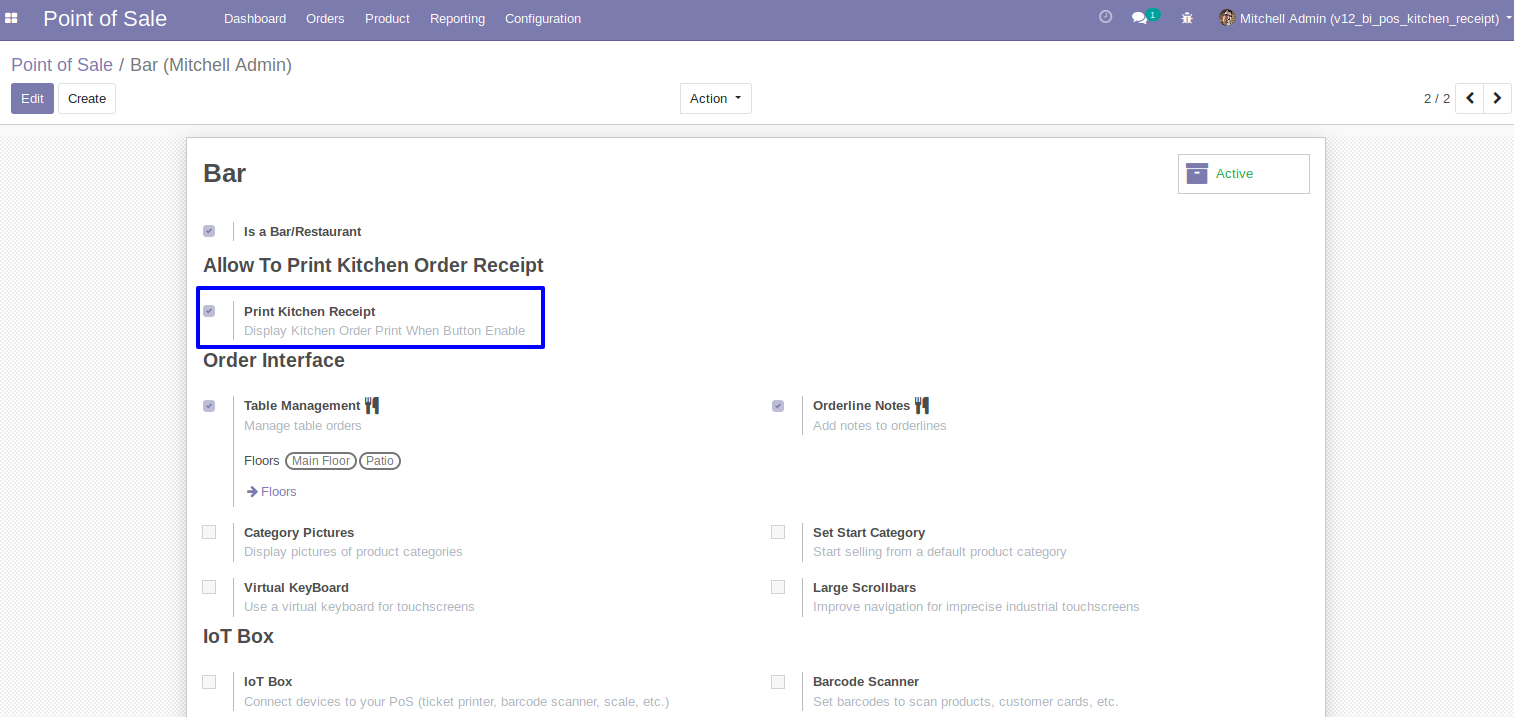 Point of Sale Dashboard Orders Product Reporting Configuration 1 Mitchell Admin (v12_bi_pos_kitchen_receipt)
Point of Sale / Bar (Mitchell Admin)
Edit Create Action 2 / 2
Bar
Active
Is a Bar/Restaurant
Allow To Print Kitchen Order Receipt
Print Kitchen Receipt
Display Kitchen Order Print When Button Enable
Order Interface
Table Management Orderline Notes
Manage table orders Add notes to orderlines
Floors Main Floor Patio
Floors
Category Pictures Set Start Category
Display pictures of product categories Start selling from a default product category
Virtual KeyBoard Large Scrollbars
Use a virtual keyboard for touchscreens Improve navigation for imprecise industrial touchscreens
IoT Box
IoT Box Barcode Scanner
Connect devices to your PoS (ticket printer, barcode scanner, scale, etc.) Set barcodes to scan products, customer cards, etc.